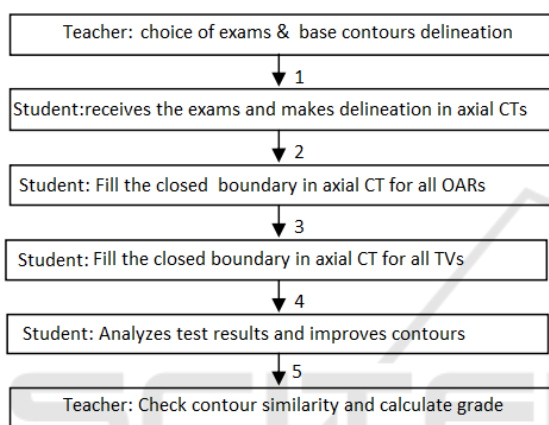 Teacher: choice of exams & base contours delineation
1
Student:receives the exams and makes delineation in axial CTs
2
Student: Fill the closed boundary in axial CT for all OARs
3
Student: Fill the closed boundary in axial CT for all TVs
4
Student: Analyzes test results and improves contours
5
Teacher: Check contour similarity and calculate grade